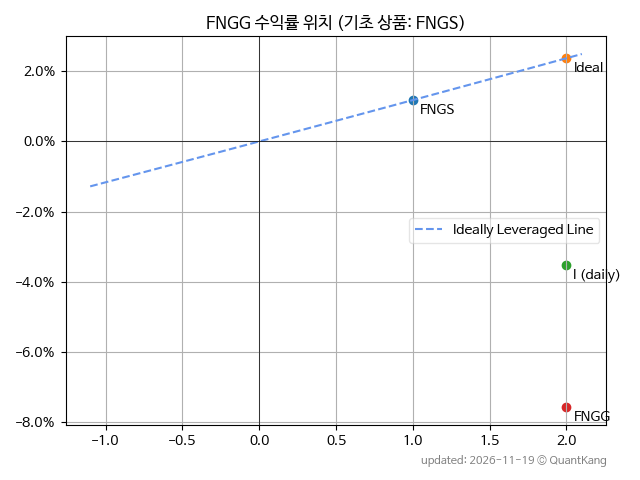 FNGG 수익률 위치 (기초 상품: FNGS)
2.0%
0.0%
−2.0%
−4.0%
−6.0%
−8.0%
Ideal
FNGS
Ideally Leveraged Line
I (daily)
FNGG
−1.0 −0.5 0.0 0.5 1.0 1.5 2.0
updated: 2026-11-19 © QuantKang